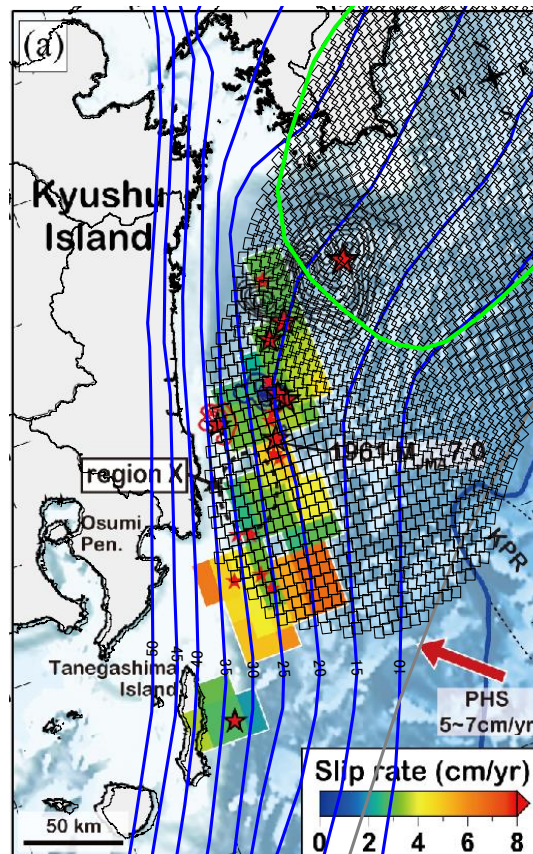 (a)
W
S
Kyushu
Island
1961 MJMA 7.0
region X
Osumi
Pen.
KPR
Tanegashima
Island
50
45
40
35
30
25
20
15
10
PHS
5~7cm/yr
Slip rate (cm/yr)
0 2 4 6 8
50 km